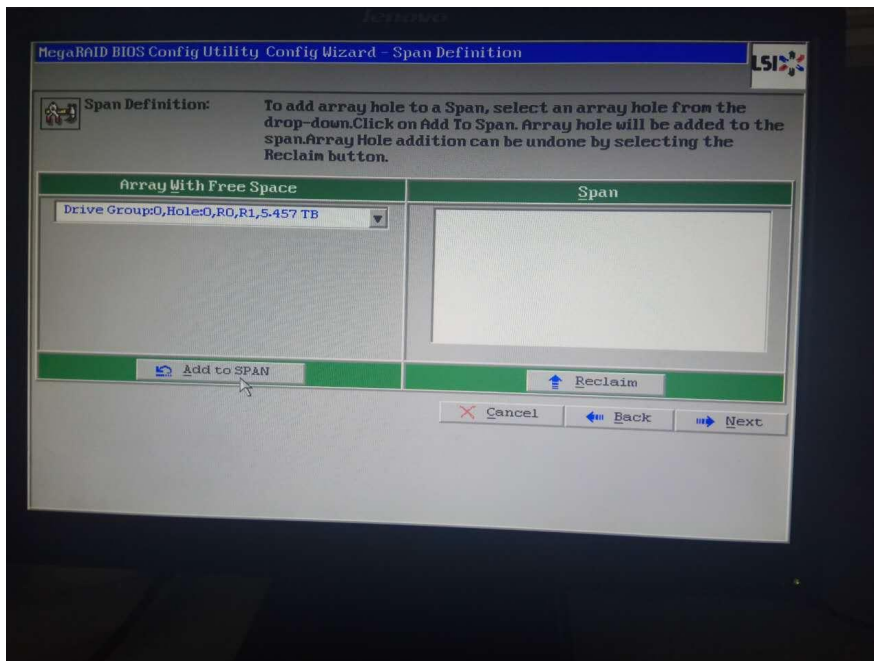 lenovo
MegaRAID BIOS Config Utility Config Wizard - Span Definition
LSI
Span Definition:
To add array hole to a Span, select an array hole from the
drop-down.Click on Add To Span. Array hole will be added to the
span.Array Hole addition can be undone by selecting the
Reclaim button.
Array With Free Space
Span
Drive Group:0,Hole:0,R0,R1,5.457 TB
Add to SPAN
Reclaim
Cancel
Back
Next